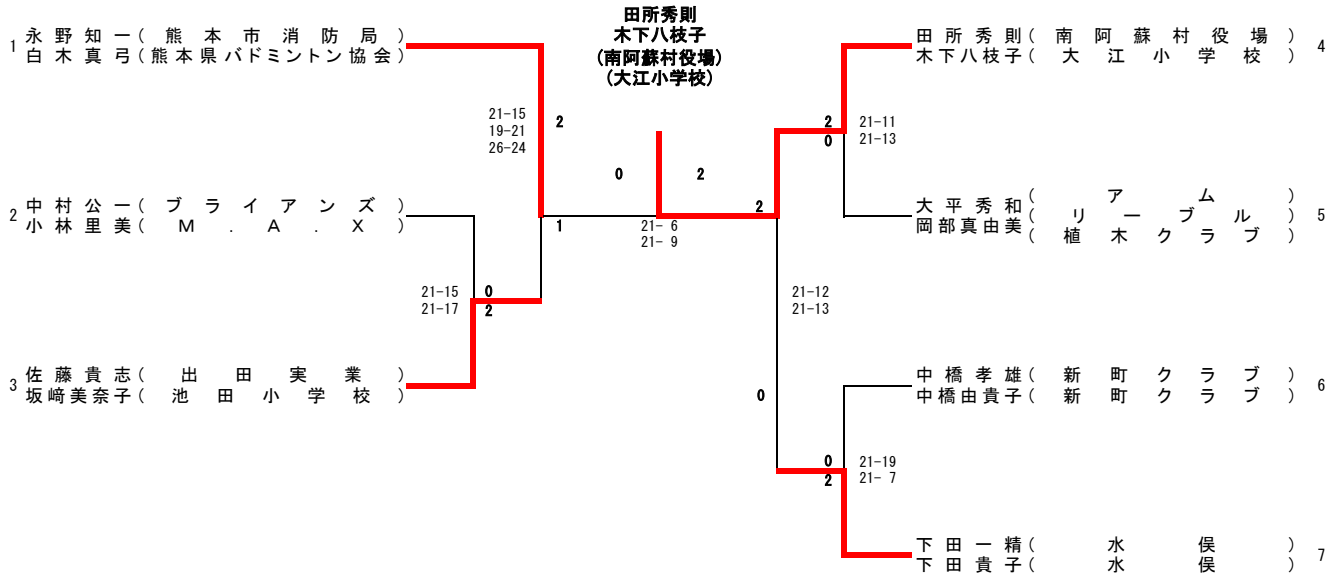 田所秀則
木下八枝子
(南阿蘇村役場)
(大江小学校)
1 永野知一(熊本市消防局)
白木真弓(熊本県バドミントン協会)
21-15
19-21
26-24
2
2 中村公一(ブライアンズ)
小林里美(M.A.X)
1
21-15
21-17
0
2
3 佐藤貴志(出田実業)
坂﨑美奈子(池田小学校)
0 2
21- 6
21- 9
田所秀則(南阿蘇村役場) 4
木下八枝子(大江小学校)
2
0
21-11
21-13
2
大平秀和
岡部真由美
(アム)
(リーブル) 5
(植木クラブ)
21-12
21-13
0
中橋孝雄(新町クラブ) 6
中橋由貴子(新町クラブ)
0
2
21-19
21- 7
下田一精(水俣) 7
下田貴子(水俣)